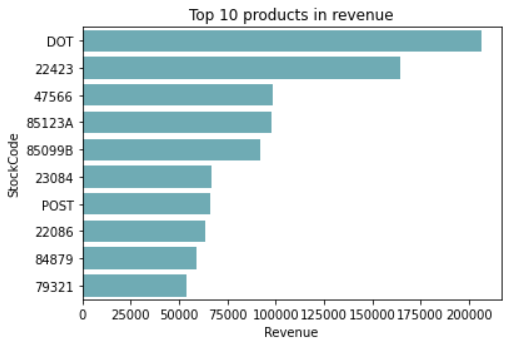 Top 10 products in revenue
StockCode
DOT
22423
47566
85123A
85099B
23084
POST
22086
84879
79321
0 25000 50000 75000 100000 125000 150000 175000 200000
Revenue